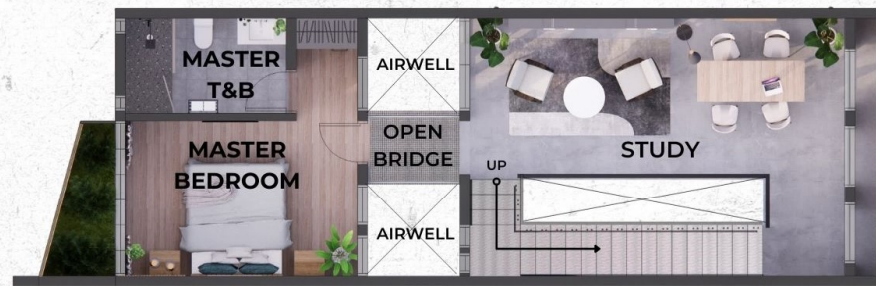 MASTER
T&B
AIRWELL
MASTER
BEDROOM
OPEN
BRIDGE
AIRWELL
UP
STUDY